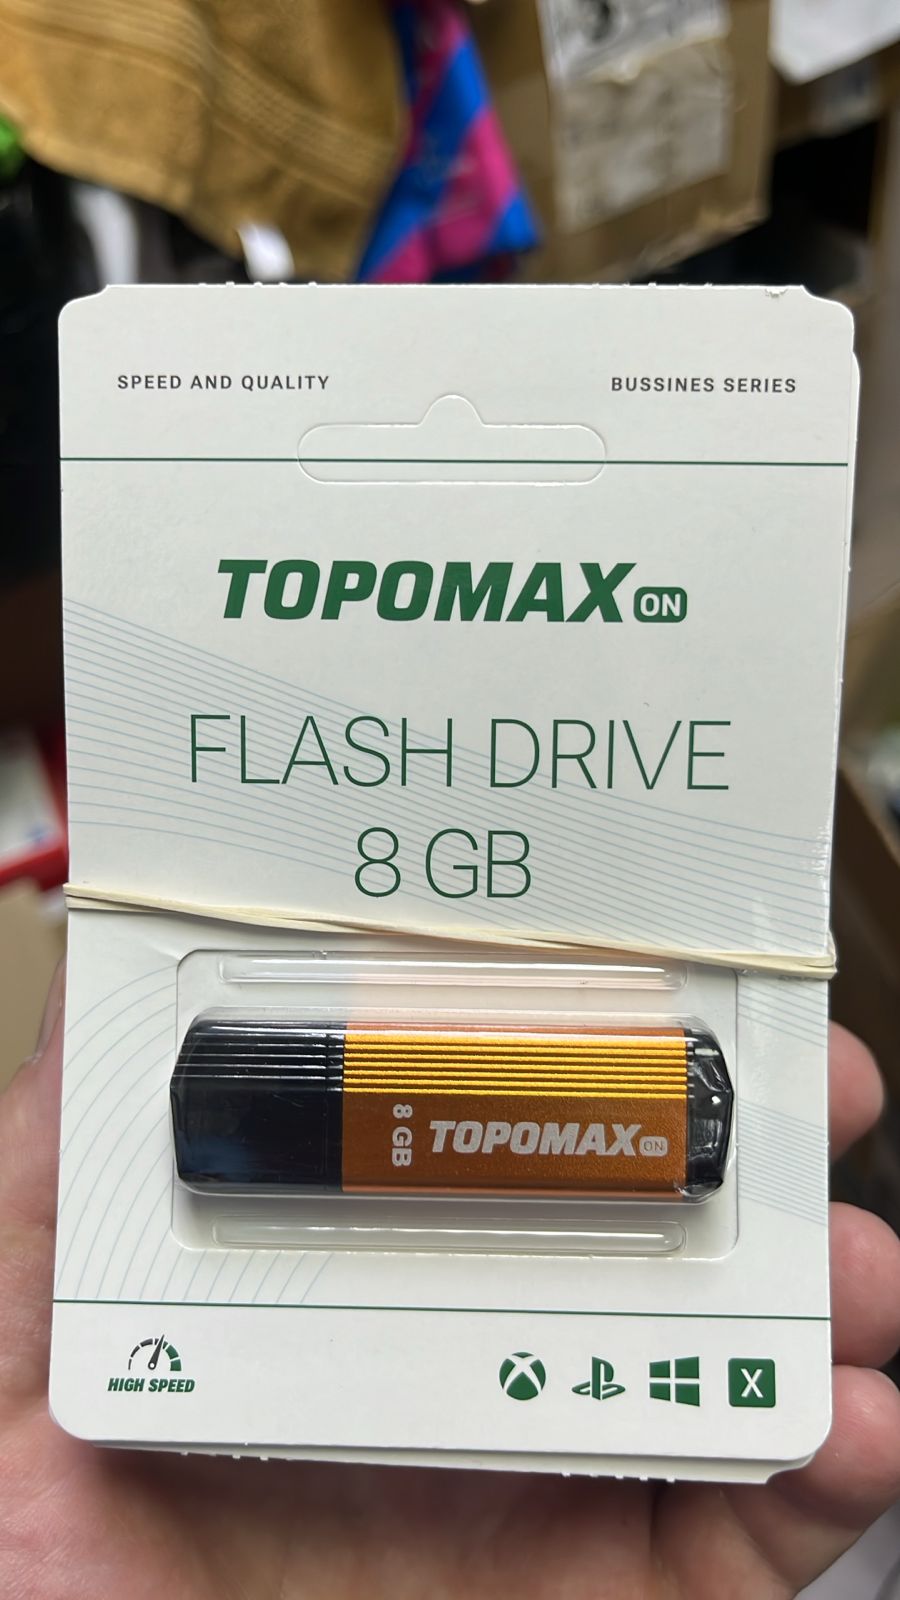 SPEED AND QUALITY
BUSSINES SERIES
TOPOMAX ON
FLASH DRIVE
8 GB
8 GB
TOPOMAX ON
HIGH SPEED
X